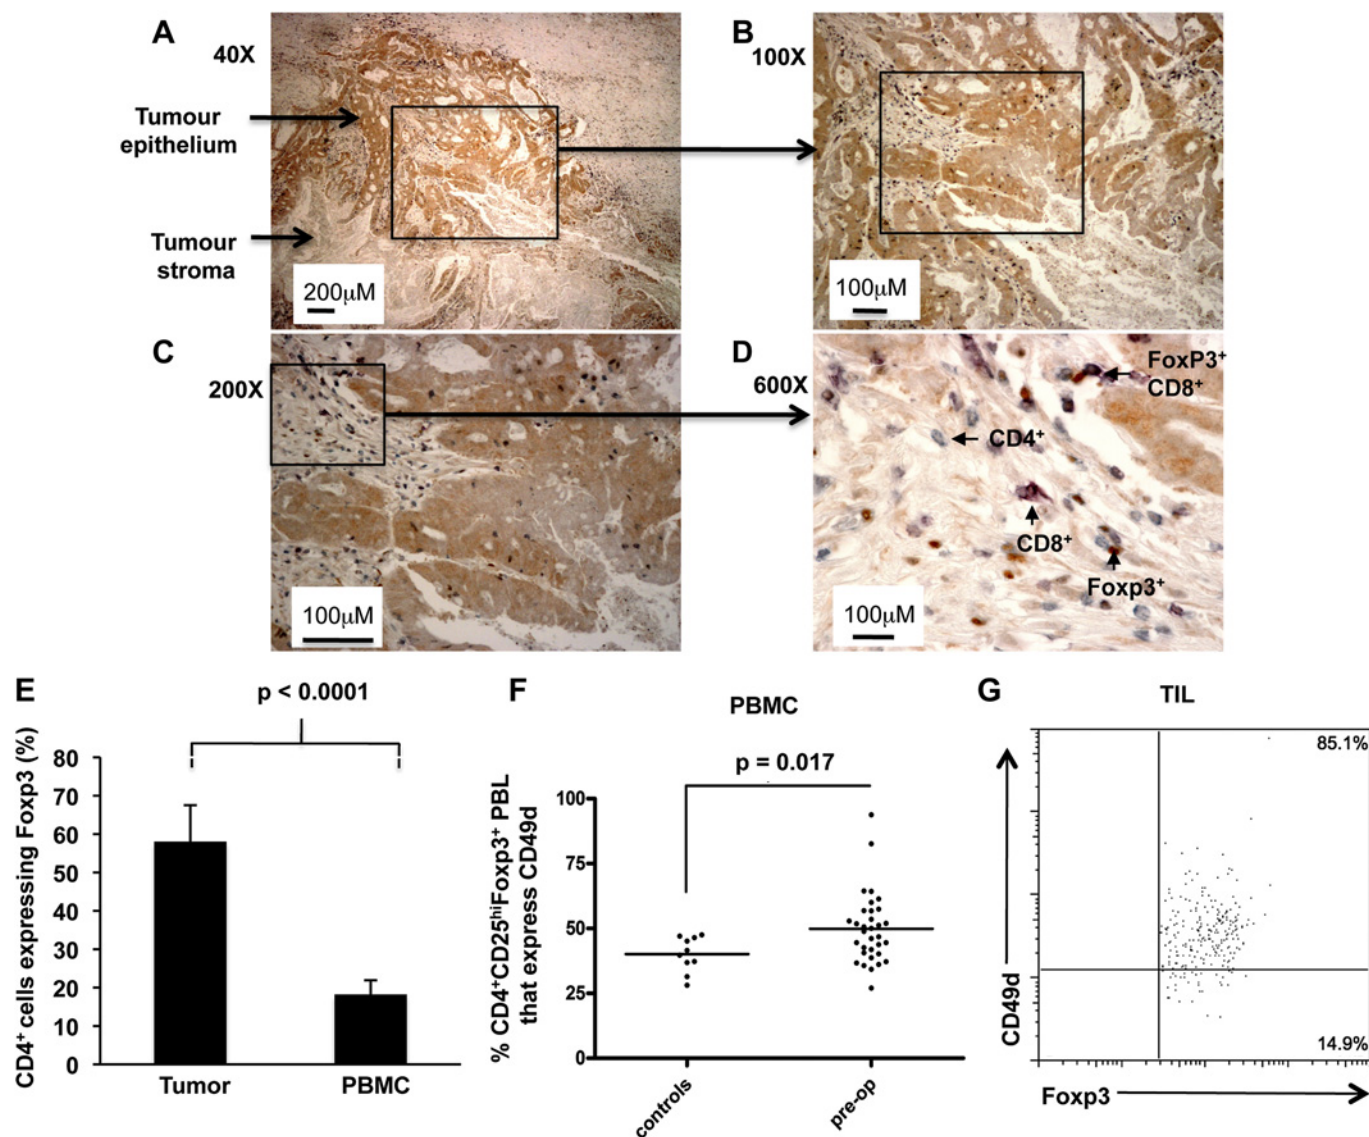 A
40X
Tumour
epithelium
Tumour
stroma
200µM
B
100X
100µM
C
200X
100µM
D
600X
FoxP3⁺
CD8⁺
CD4⁺
CD8⁺
Foxp3⁺
100µM
E
p < 0.0001
CD4⁺ cells expressing Foxp3 (%)
80
70
60
50
40
30
20
10
0
Tumor
PBMC
F
PBMC
p = 0.017
% CD4⁺CD25ʰⁱFoxp3⁺ PBL
that express CD49d
100
75
50
25
0
controls
pre-op
G
TIL
85.1%
14.9%
CD49d
Foxp3